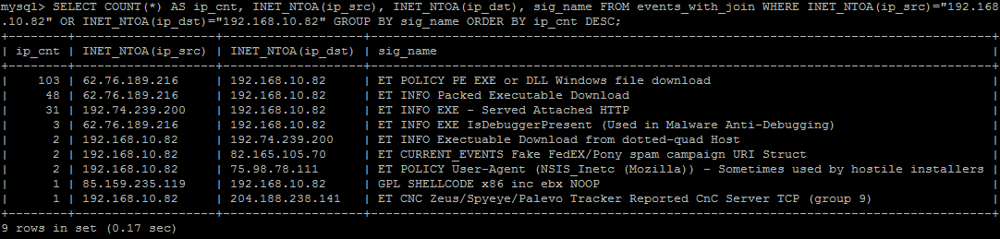 mysql> SELECT COUNT(*) AS ip_cnt, INET_NTOA(ip_src), INET_NTOA(ip_dst), sig_name FROM events_with_join WHERE INET_NTOA(ip_src)="192.168
.10.82" OR INET_NTOA(ip_dst)="192.168.10.82" GROUP BY sig_name ORDER BY ip_cnt DESC;
+--------+-------------------+-------------------+------------------------------------------------------------------------------------+
| ip_cnt | INET_NTOA(ip_src) | INET_NTOA(ip_dst) | sig_name                                                                           |
+--------+-------------------+-------------------+------------------------------------------------------------------------------------+
|    103 | 62.76.189.216     | 192.168.10.82     | ET POLICY PE EXE or DLL Windows file download                                      |
|     48 | 62.76.189.216     | 192.168.10.82     | ET INFO Packed Executable Download                                                 |
|     31 | 192.74.239.200    | 192.168.10.82     | ET INFO EXE - Served Attached HTTP                                                 |
|      3 | 62.76.189.216     | 192.168.10.82     | ET INFO EXE IsDebuggerPresent (Used in Malware Anti-Debugging)                     |
|      2 | 192.168.10.82     | 192.74.239.200    | ET INFO Exectuable Download from dotted-quad Host                                  |
|      2 | 192.168.10.82     | 82.165.105.70     | ET CURRENT_EVENTS Fake FedEX/Pony spam campaign URI Struct                         |
|      2 | 192.168.10.82     | 75.98.78.111      | ET POLICY User-Agent (NSIS_Inetc (Mozilla)) - Sometimes used by hostile installers |
|      1 | 85.159.235.119    | 192.168.10.82     | GPL SHELLCODE x86 inc ebx NOOP                                                     |
|      1 | 192.168.10.82     | 204.188.238.141   | ET CNC Zeus/Spyeye/Palevo Tracker Reported CnC Server TCP (group 9)                |
+--------+-------------------+-------------------+------------------------------------------------------------------------------------+
9 rows in set (0.17 sec)